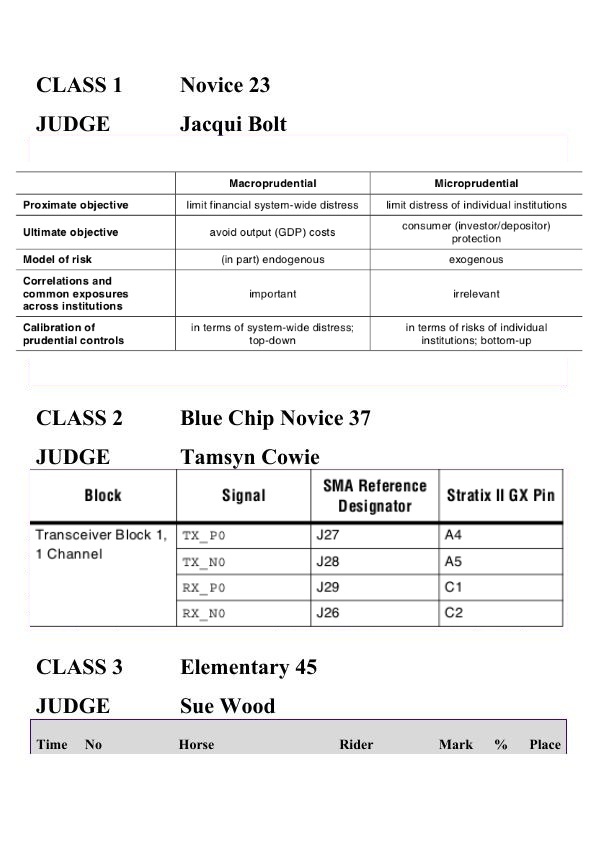 CLASS 1 Novice 23
JUDGE Jacqui Bolt
Macroprudential Microprudential
Proximate objective limit financial system-wide distress limit distress of individual institutions
Ultimate objective avoid output (GDP) costs consumer (investor/depositor)
protection
Model of risk (in part) endogenous exogenous
Correlations and
common exposures important irrelevant
across institutions
Calibration of in terms of system-wide distress; in terms of risks of individual
prudential controls top-down institutions; bottom-up
CLASS 2 Blue Chip Novice 37
JUDGE Tamsyn Cowie
Block Signal SMA Reference Stratix II GX Pin
Designator
Transceiver Block 1, TX_P0 J27 A4
1 Channel TX_N0 J28 A5
RX_P0 J29 C1
RX_N0 J26 C2
CLASS 3 Elementary 45
JUDGE Sue Wood
Time No Horse Rider Mark % Place